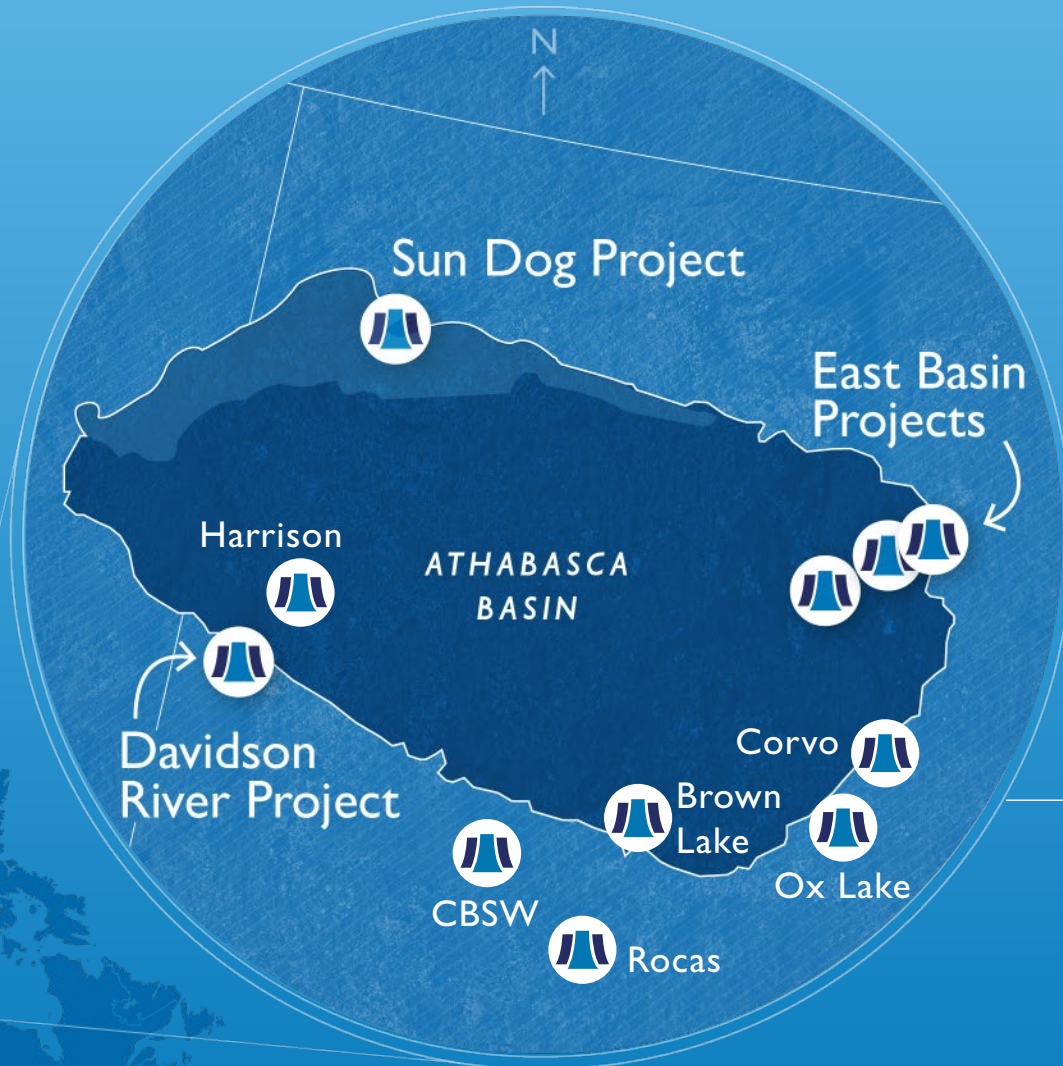 N
Sun Dog Project
East Basin
Projects
Harrison
ATHABASCA
BASIN
Davidson
River Project
Corvo
Brown
Lake
Ox Lake
CBSW
Rocas